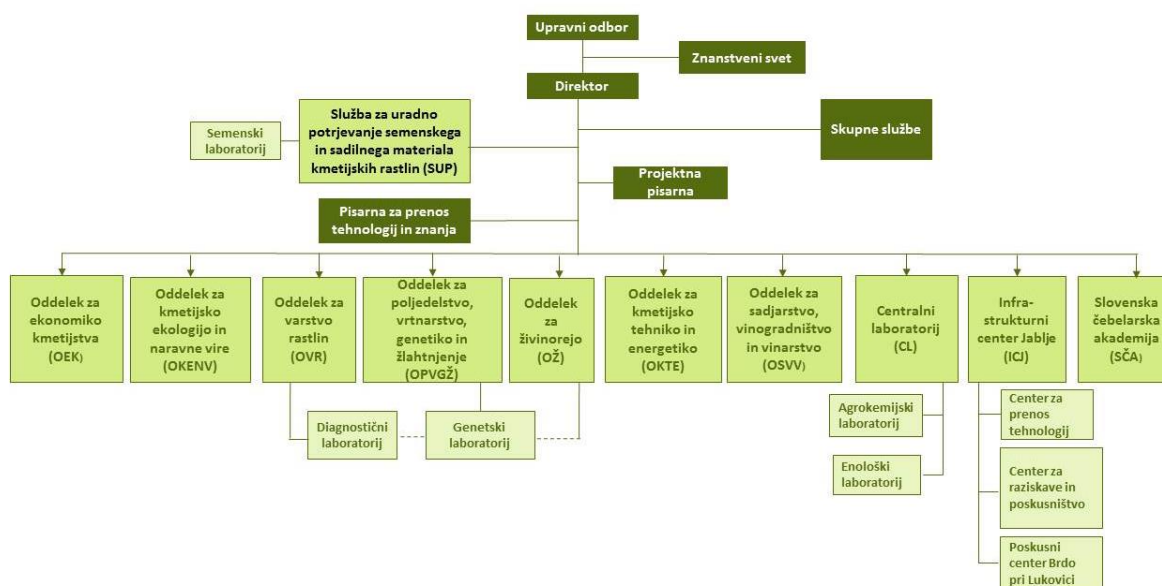 Upravni odbor
Znanstveni svet
Direktor
Služba za uradno
potrjevanje semenskega
in sadilnega materiala
kmetijskih rastlin (SUP)
Semenski
laboratorij
Skupne službe
Projektna
pisarna
Pisarna za prenos
tehnologij in znanja
Oddelek za
ekonomiko
kmetijstva
(OEK)
Oddelek za
kmetijsko
ekologijo in
naravne vire
(OKENV)
Oddelek za
varstvo
rastlin
(OVR)
Oddelek za
poljedelstvo,
vrtnarstvo,
genetiko in
žlahtnjenje
(OPVGŽ)
Oddelek
za
živinorejo
(OŽ)
Oddelek za
kmetijsko
tehniko in
energetiko
(OKTE)
Oddelek za
sadjarstvo,
vinogradništvo
in vinarstvo
(OSVV)
Centralni
laboratorij
(CL)
Infra-
strukturni
center Jablje
(ICJ)
Slovenska
čebelarska
akademija
(SČA)
Diagnostični
laboratorij
Genetski
laboratorij
Agrokemijski
laboratorij
Enološki
laboratorij
Center za
prenos
tehnologij
Center za
raziskave in
poskusništvo
Poskusni
center Brdo
pri Lukovici